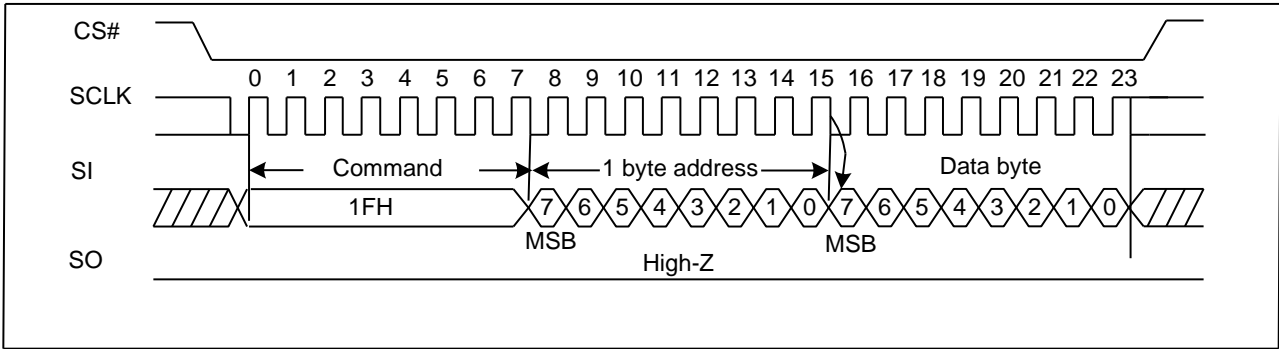 CS#
0 1 2 3 4 5 6 7 8 9 10 11 12 13 14 15 16 17 18 19 20 21 22 23
SCLK
SI Command 1 byte address Data byte
1FH 7 6 5 4 3 2 1 0 7 6 5 4 3 2 1 0
MSB MSB
SO High-Z